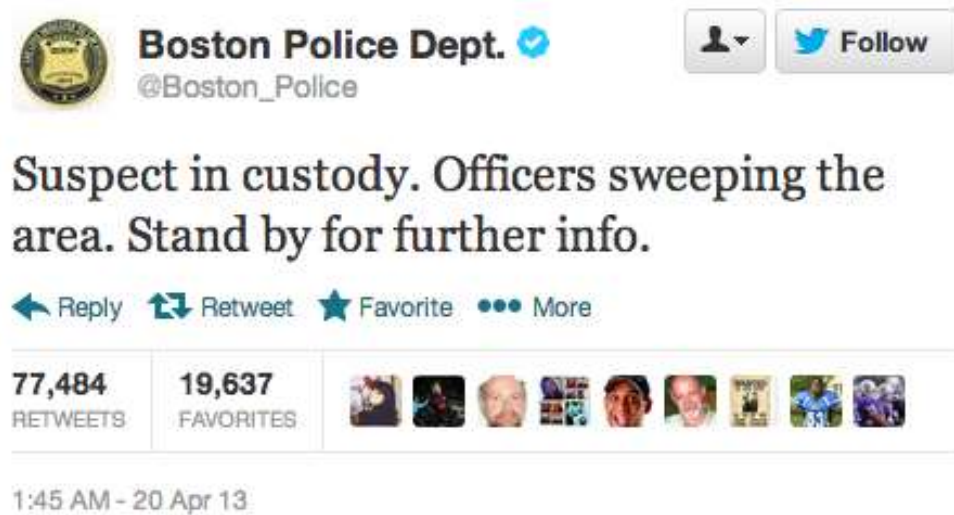 Boston Police Dept.
Follow
@Boston_Police
Suspect in custody. Officers sweeping the
area. Stand by for further info.
Reply Retweet Favorite More
77,484 19,637
RETWEETS FAVORITES
1:45 AM - 20 Apr 13